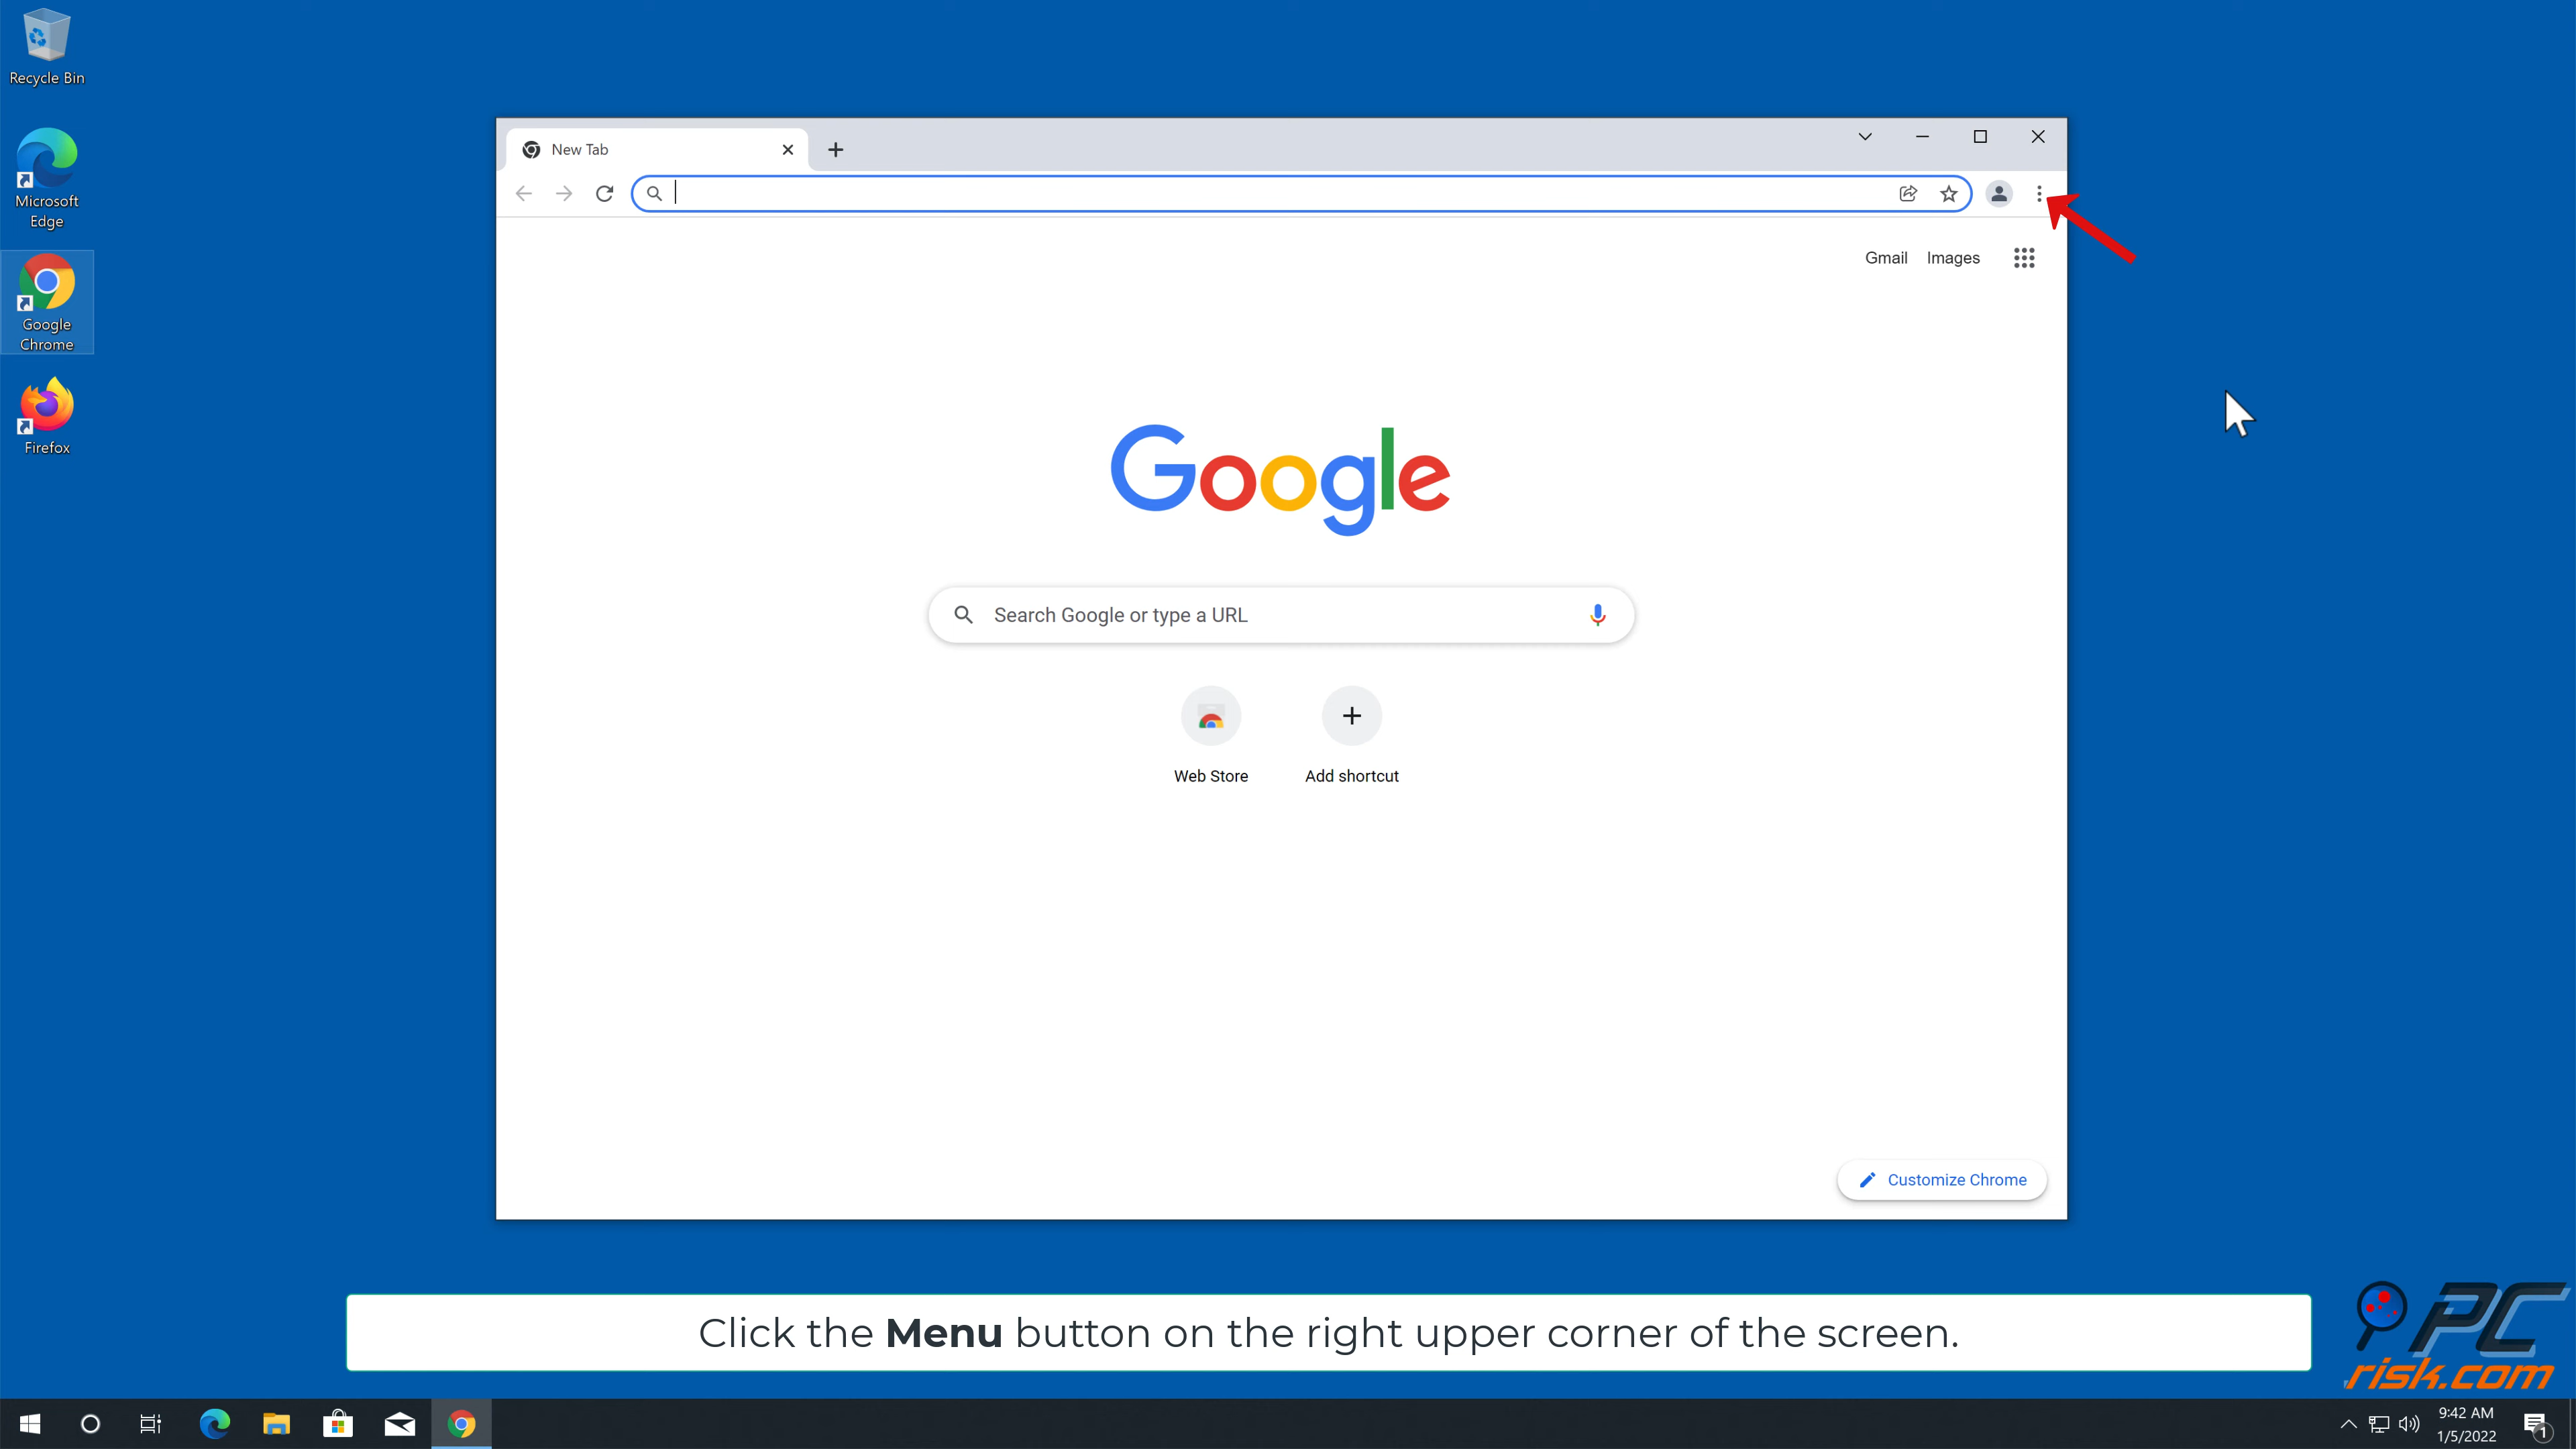 Recycle Bin
Microsoft
Edge
Google
Chrome
Firefox
New Tab
Gmail Images
Google
Search Google or type a URL
Web Store Add shortcut
Customize Chrome
Click the Menu button on the right upper corner of the screen.
PC
risk.com
9:42 AM
1/5/2022
1